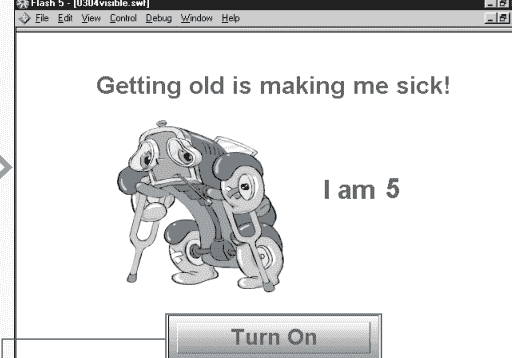 Flash 5 - [0304visible.swf]
File Edit View Control Debug Window Help
Getting old is making me sick!
I am 5
Turn On